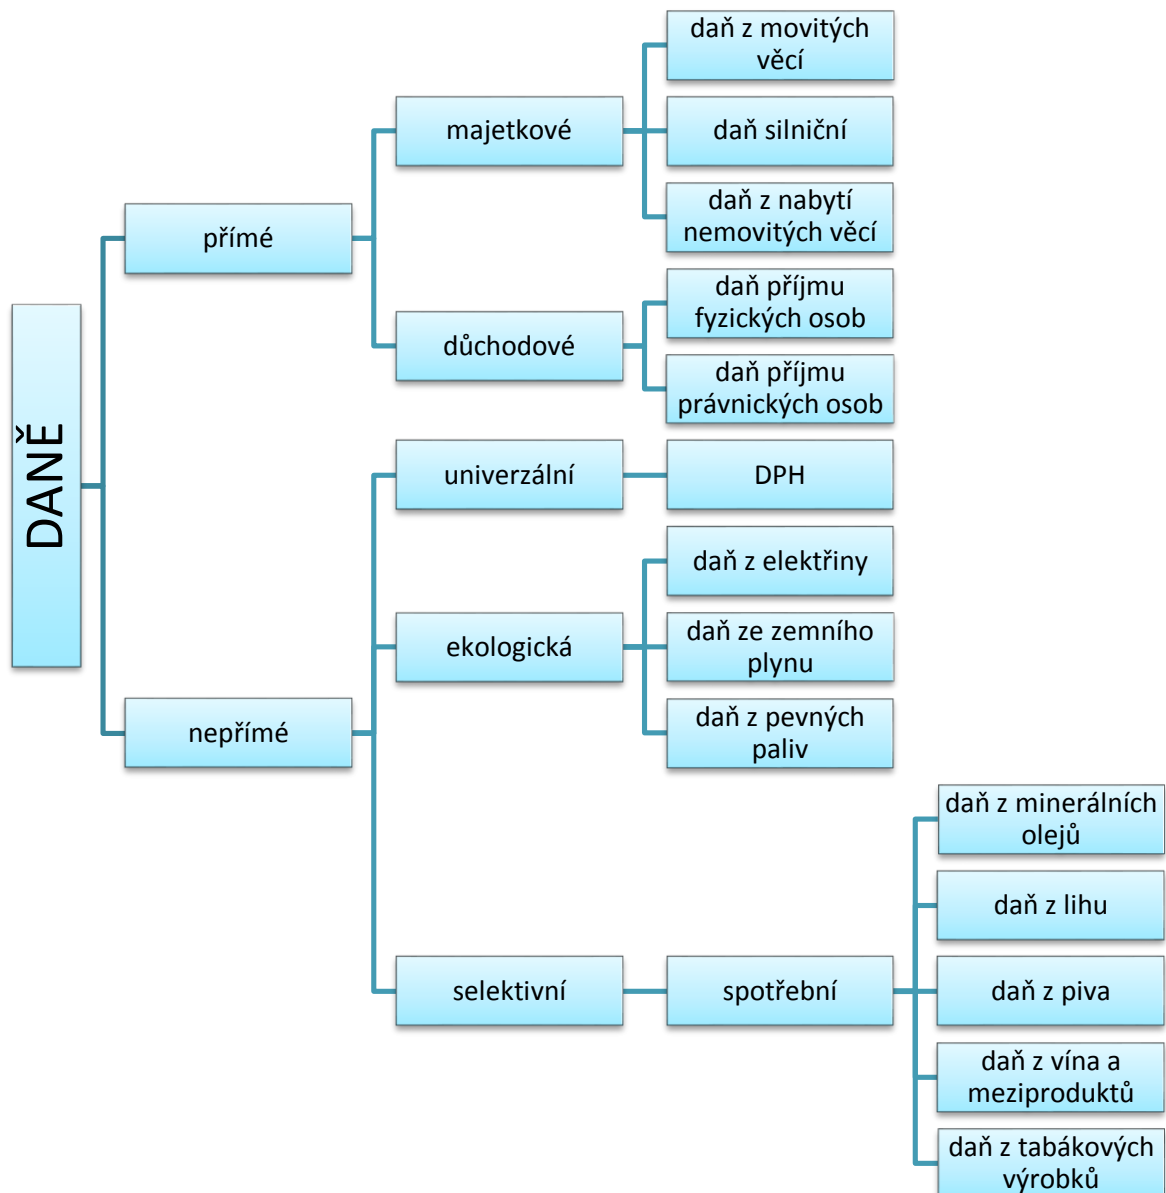 DANĚ
přímé
majetkové
daň z movitých
věcí
daň silniční
daň z nabytí
nemovitých věcí
důchodové
daň příjmu
fyzických osob
daň příjmu
právnických osob
nepřímé
univerzální
DPH
ekologická
daň z elektřiny
daň ze zemního
plynu
daň z pevných
paliv
selektivní
spotřební
daň z minerálních
olejů
daň z lihu
daň z piva
daň z vína a
meziproduktů
daň z tabákových
výrobků